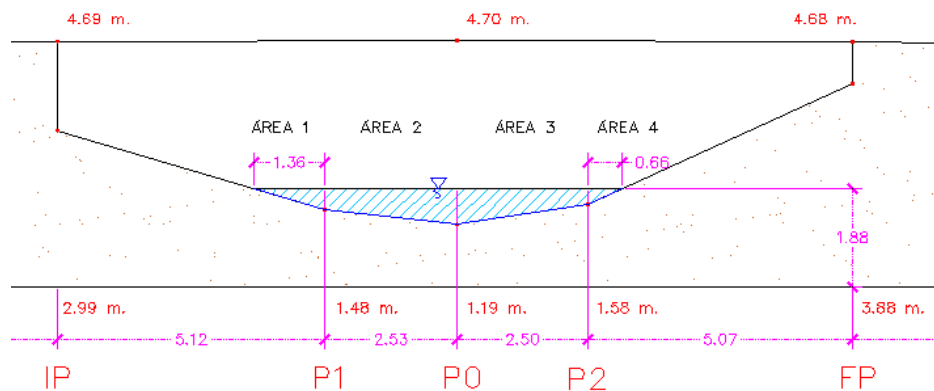 4.69 m. 4.70 m. 4.68 m.
ÁREA 1 ÁREA 2 ÁREA 3 ÁREA 4
1.36 0.66
1.88
2.99 m. 1.48 m. 1.19 m. 1.58 m. 3.88 m.
5.12 2.53 2.50 5.07
IP P1 P0 P2 FP